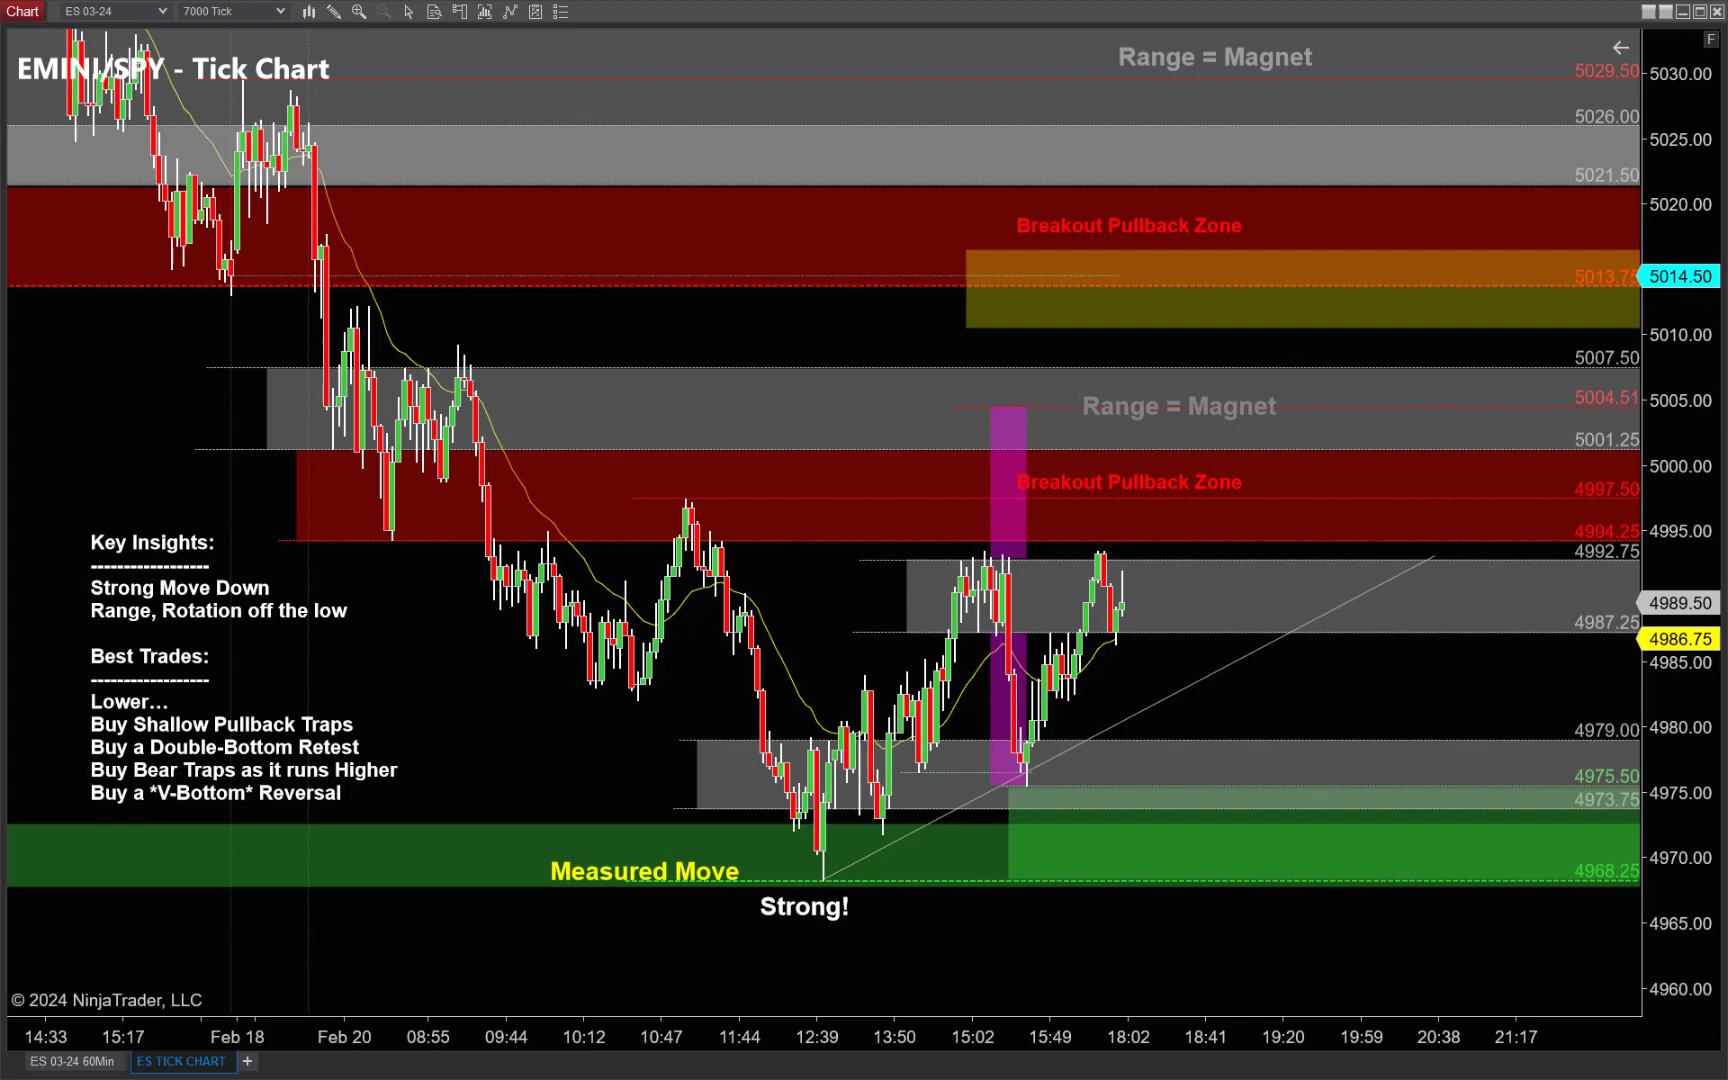 Chart
ES 03-24
7000 Tick
F
EMINI/SPY - Tick Chart
Range = Magnet
5029.50
5026.00
5021.50
Breakout Pullback Zone
5013.75
5007.50
5004.51
Range = Magnet
5001.25
Breakout Pullback Zone
4997.50
4994.25
4992.75
4987.25
4979.00
4975.50
4973.75
4968.25
5030.00
5025.00
5020.00
5014.50
5010.00
5005.00
5000.00
4995.00
4989.50
4986.75
4985.00
4980.00
4975.00
4970.00
4965.00
4960.00
Key Insights:
------------------
Strong Move Down
Range, Rotation off the low
Best Trades:
------------------
Lower...
Buy Shallow Pullback Traps
Buy a Double-Bottom Retest
Buy Bear Traps as it runs Higher
Buy a *V-Bottom* Reversal
Measured Move
Strong!
© 2024 NinjaTrader, LLC
14:33 15:17 Feb 18 Feb 20 08:55 09:44 10:12 10:47 11:44 12:39 13:50 15:02 15:49 18:02 18:41 19:20 19:59 20:38 21:17
ES 03-24 60Min
ES TICK CHART
+